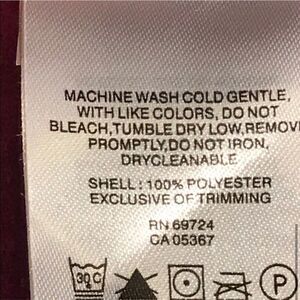 MACHINE WASH COLD GENTLE,
WITH LIKE COLORS, DO NOT
BLEACH,TUMBLE DRY LOW,REMOV
PROMPTLY,DO NOT IRON,
DRYCLEANABLE
SHELL: 100% POLYESTER
EXCLUSIVE OF TRIMMING
RN 69724
CA 05367
30 C
P